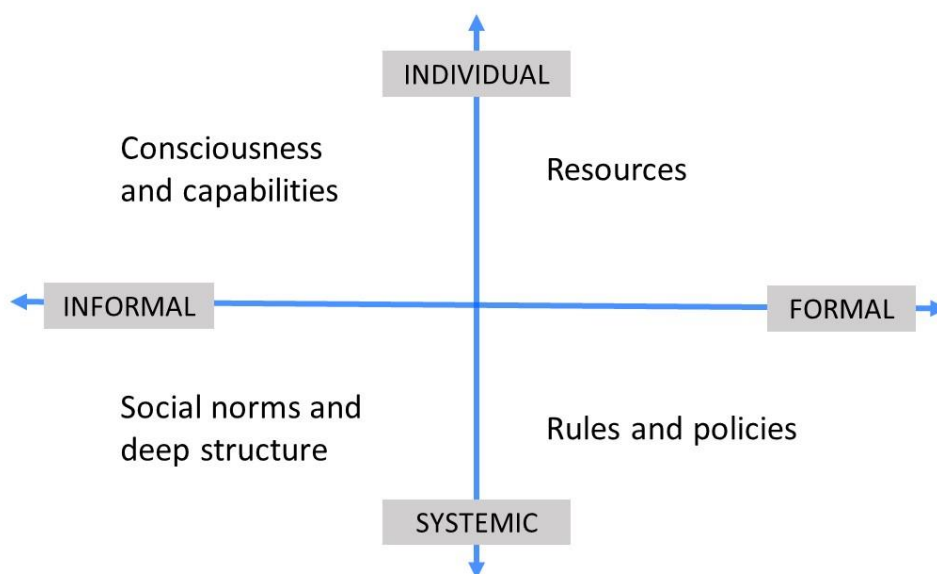 INDIVIDUAL
Consciousness
and capabilities
Resources
INFORMAL
FORMAL
Social norms and
deep structure
Rules and policies
SYSTEMIC